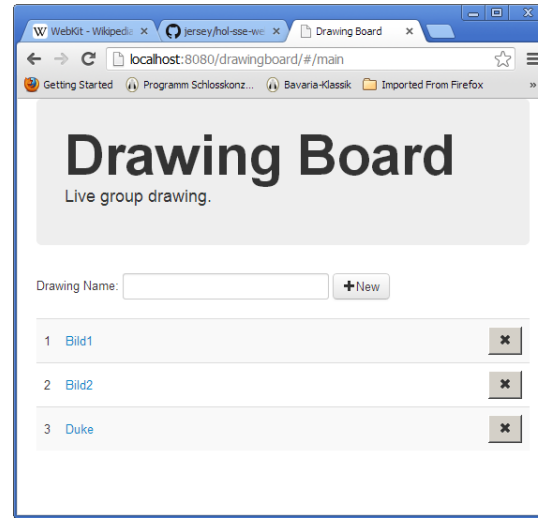 WebKit - Wikipedia
jersey/hol-sse-we
Drawing Board
localhost:8080/drawingboard/#/main
Getting Started Programm Schlosskonz... Bavaria-Klassik Imported From Firefox »
Drawing Board
Live group drawing.
Drawing Name: New
1 Bild1
2 Bild2
3 Duke